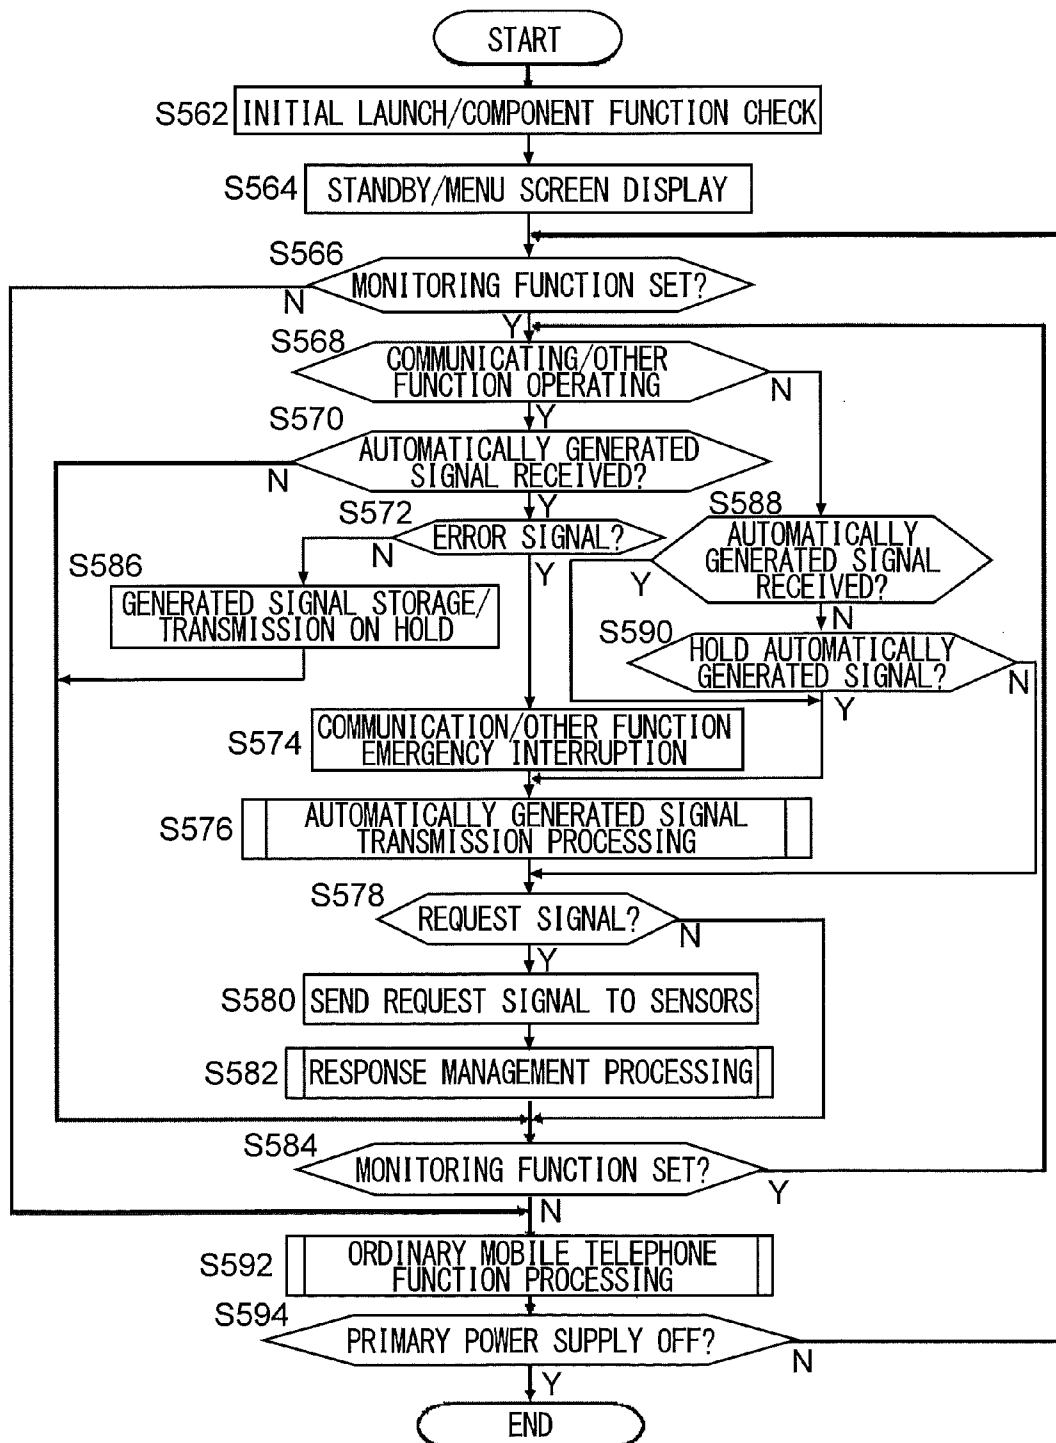 START
S562
INITIAL LAUNCH/COMPONENT FUNCTION CHECK
S564
STANDBY/MENU SCREEN DISPLAY
S566
MONITORING FUNCTION SET?
N
Y
S568
COMMUNICATING/OTHER
FUNCTION OPERATING
N
Y
S570
AUTOMATICALLY GENERATED
SIGNAL RECEIVED?
N
Y
S572
ERROR SIGNAL?
N
Y
S588
AUTOMATICALLY
GENERATED SIGNAL
RECEIVED?
Y
N
S586
GENERATED SIGNAL STORAGE/
TRANSMISSION ON HOLD
S590
HOLD AUTOMATICALLY
GENERATED SIGNAL?
N
Y
S574
COMMUNICATION/OTHER FUNCTION
EMERGENCY INTERRUPTION
S576
AUTOMATICALLY GENERATED SIGNAL
TRANSMISSION PROCESSING
S578
REQUEST SIGNAL?
N
Y
S580
SEND REQUEST SIGNAL TO SENSORS
S582
RESPONSE MANAGEMENT PROCESSING
S584
MONITORING FUNCTION SET?
Y
N
S592
ORDINARY MOBILE TELEPHONE
FUNCTION PROCESSING
S594
PRIMARY POWER SUPPLY OFF?
N
Y
END